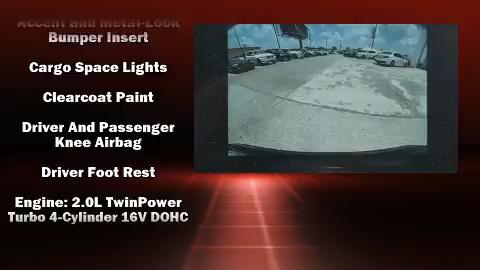 Accent and Metal-Look
Bumper Insert
Cargo Space Lights
Clearcoat Paint
Driver And Passenger
Knee Airbag
Driver Foot Rest
Engine: 2.0L TwinPower
Turbo 4-Cylinder 16V DOHC